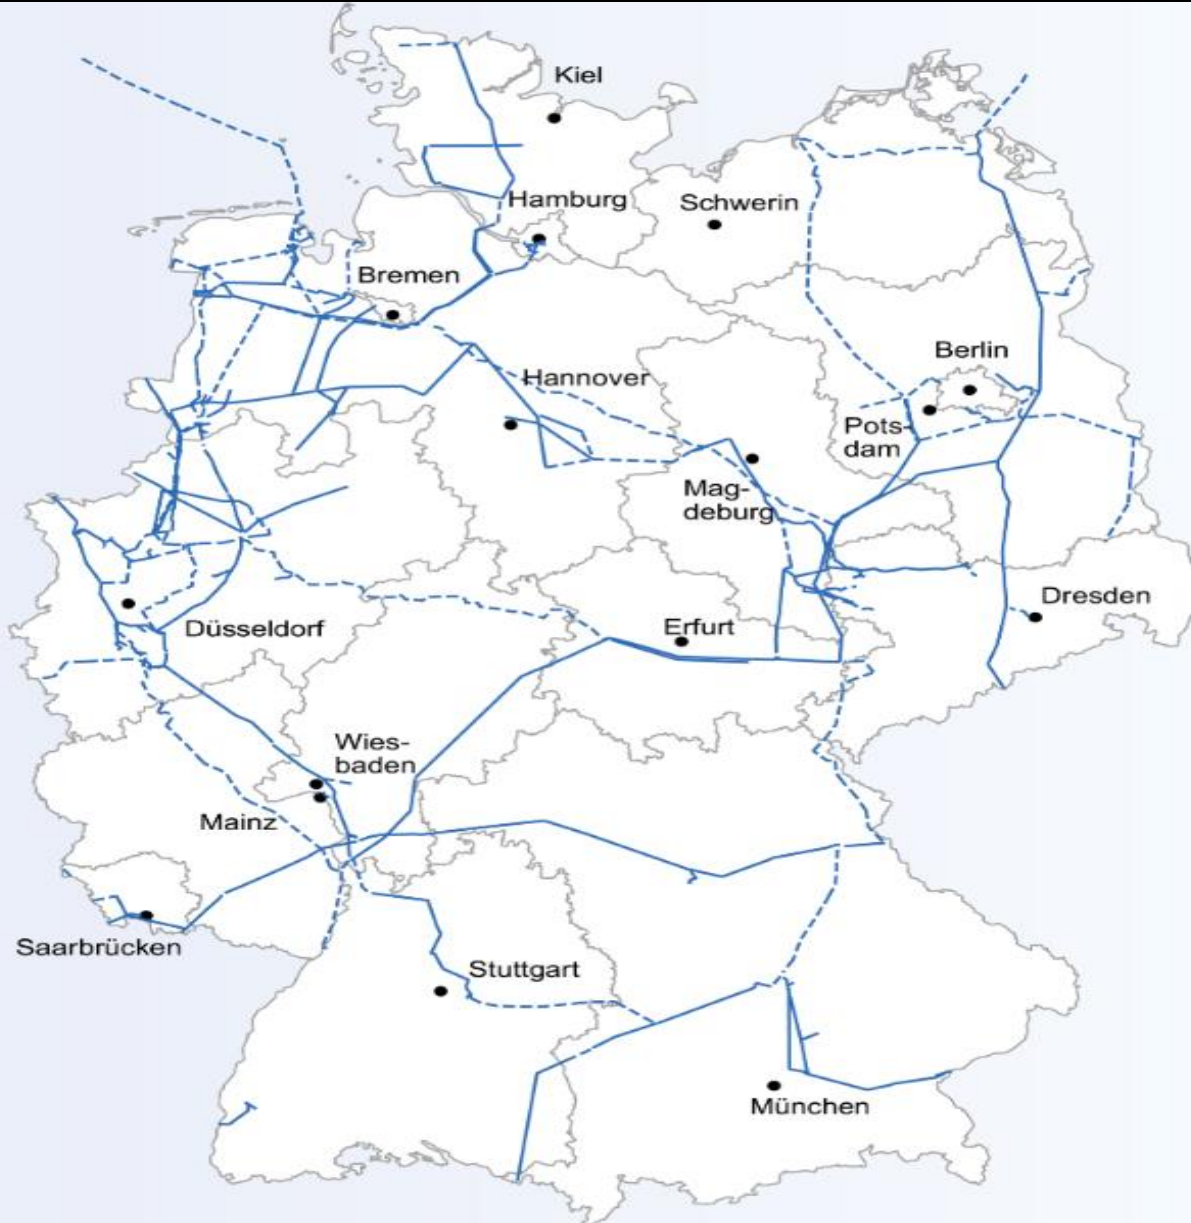 Kiel
Hamburg
Schwerin
Bremen
Berlin
Hannover
Pots-
dam
Mag-
deburg
Dresden
Düsseldorf
Erfurt
Wies-
baden
Mainz
Saarbrücken
Stuttgart
München